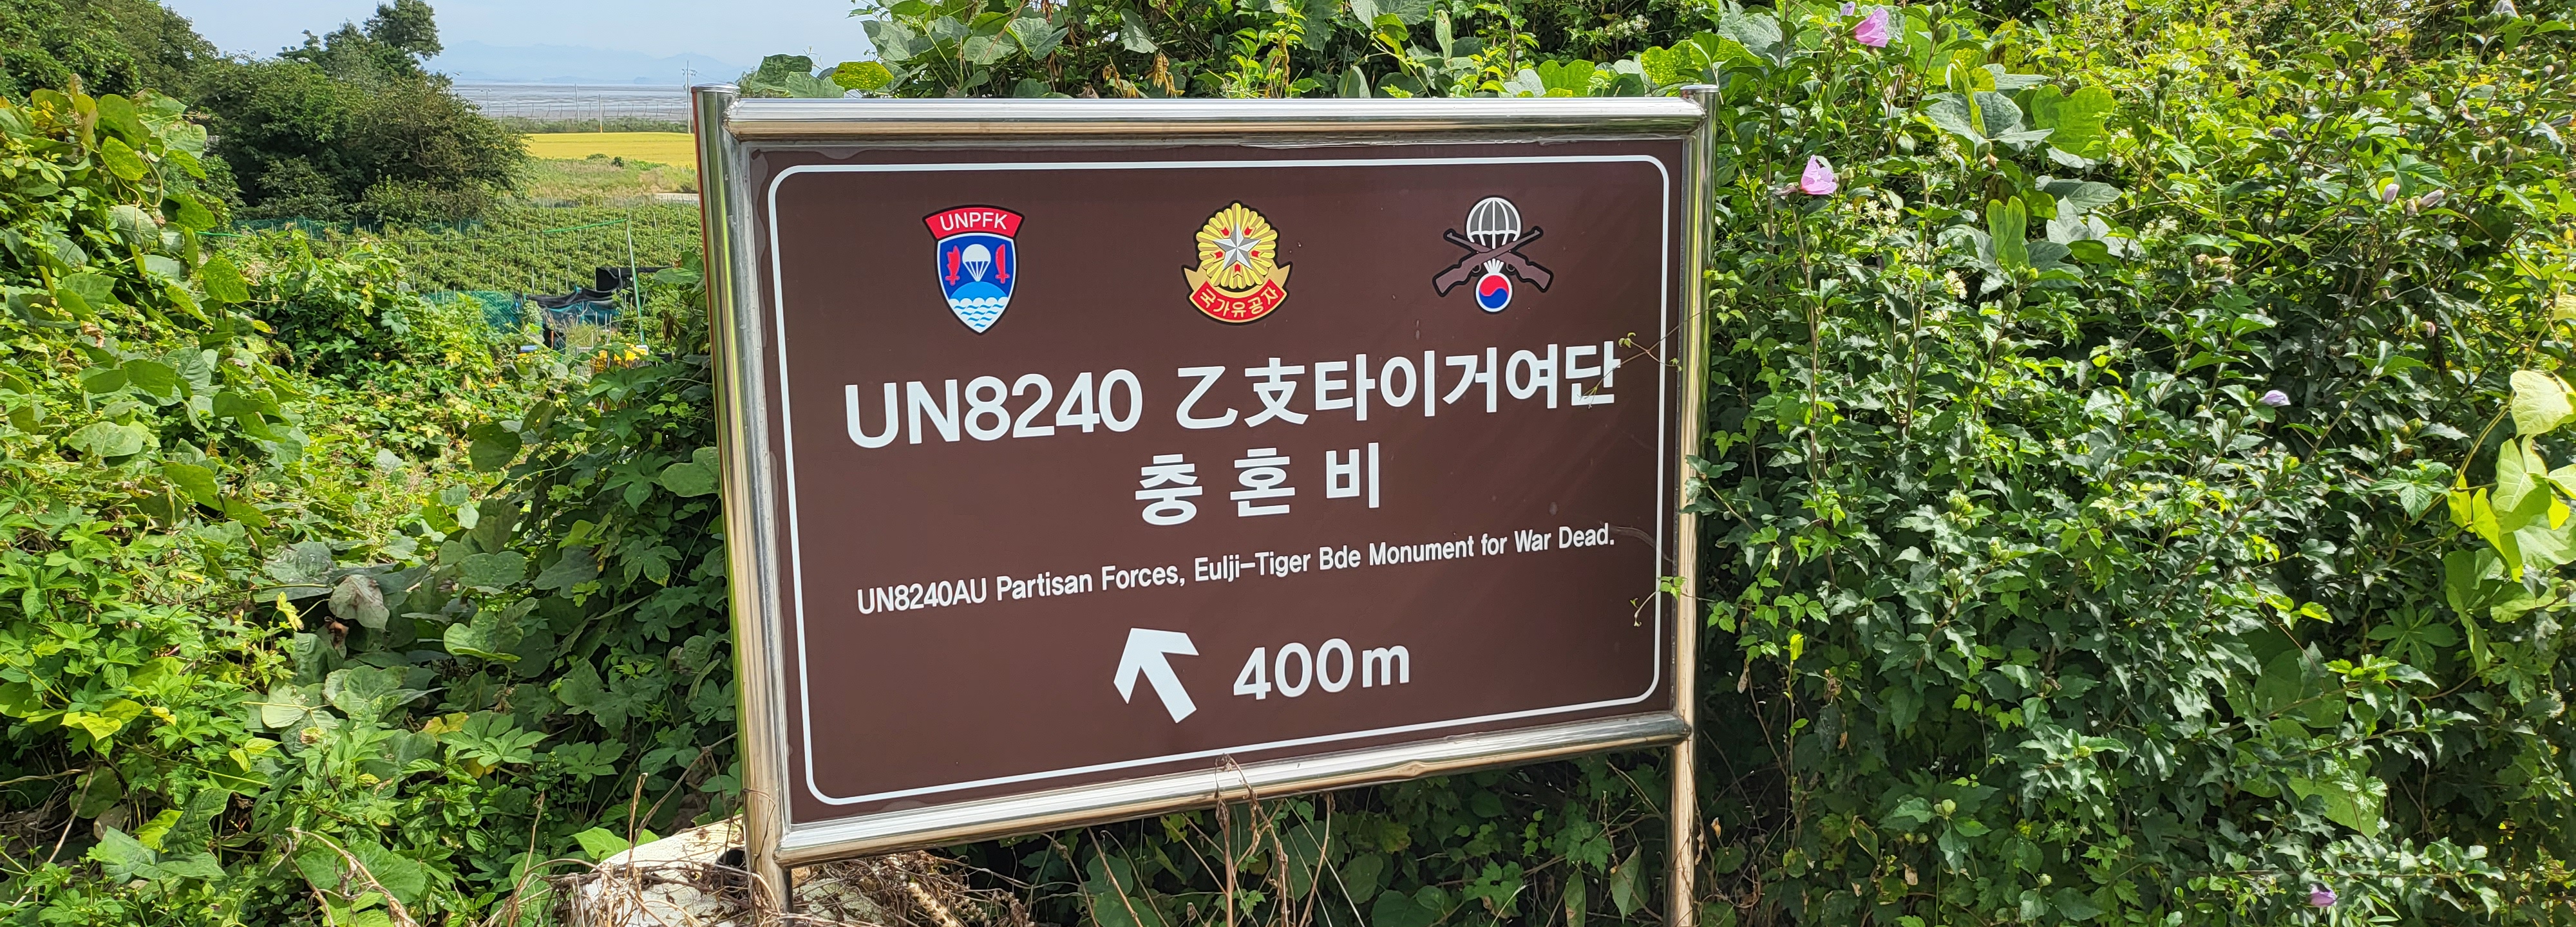 UNPFK
국가유공자
UN8240 乙支타이거여단
충혼비
UN8240AU Partisan Forces, Eulji-Tiger Bde Monument for War Dead.
400m